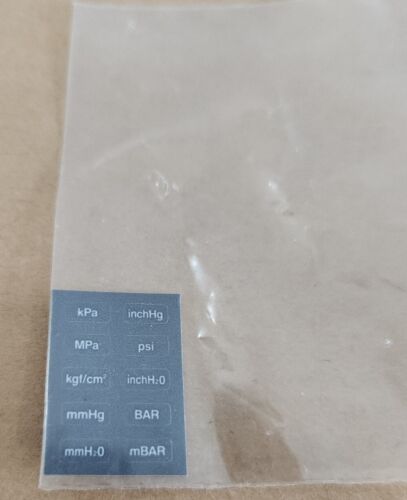 kPa inchHg
MPa psi
kgf/cm² inchH₂0
mmHg BAR
mmH₂0 mBAR